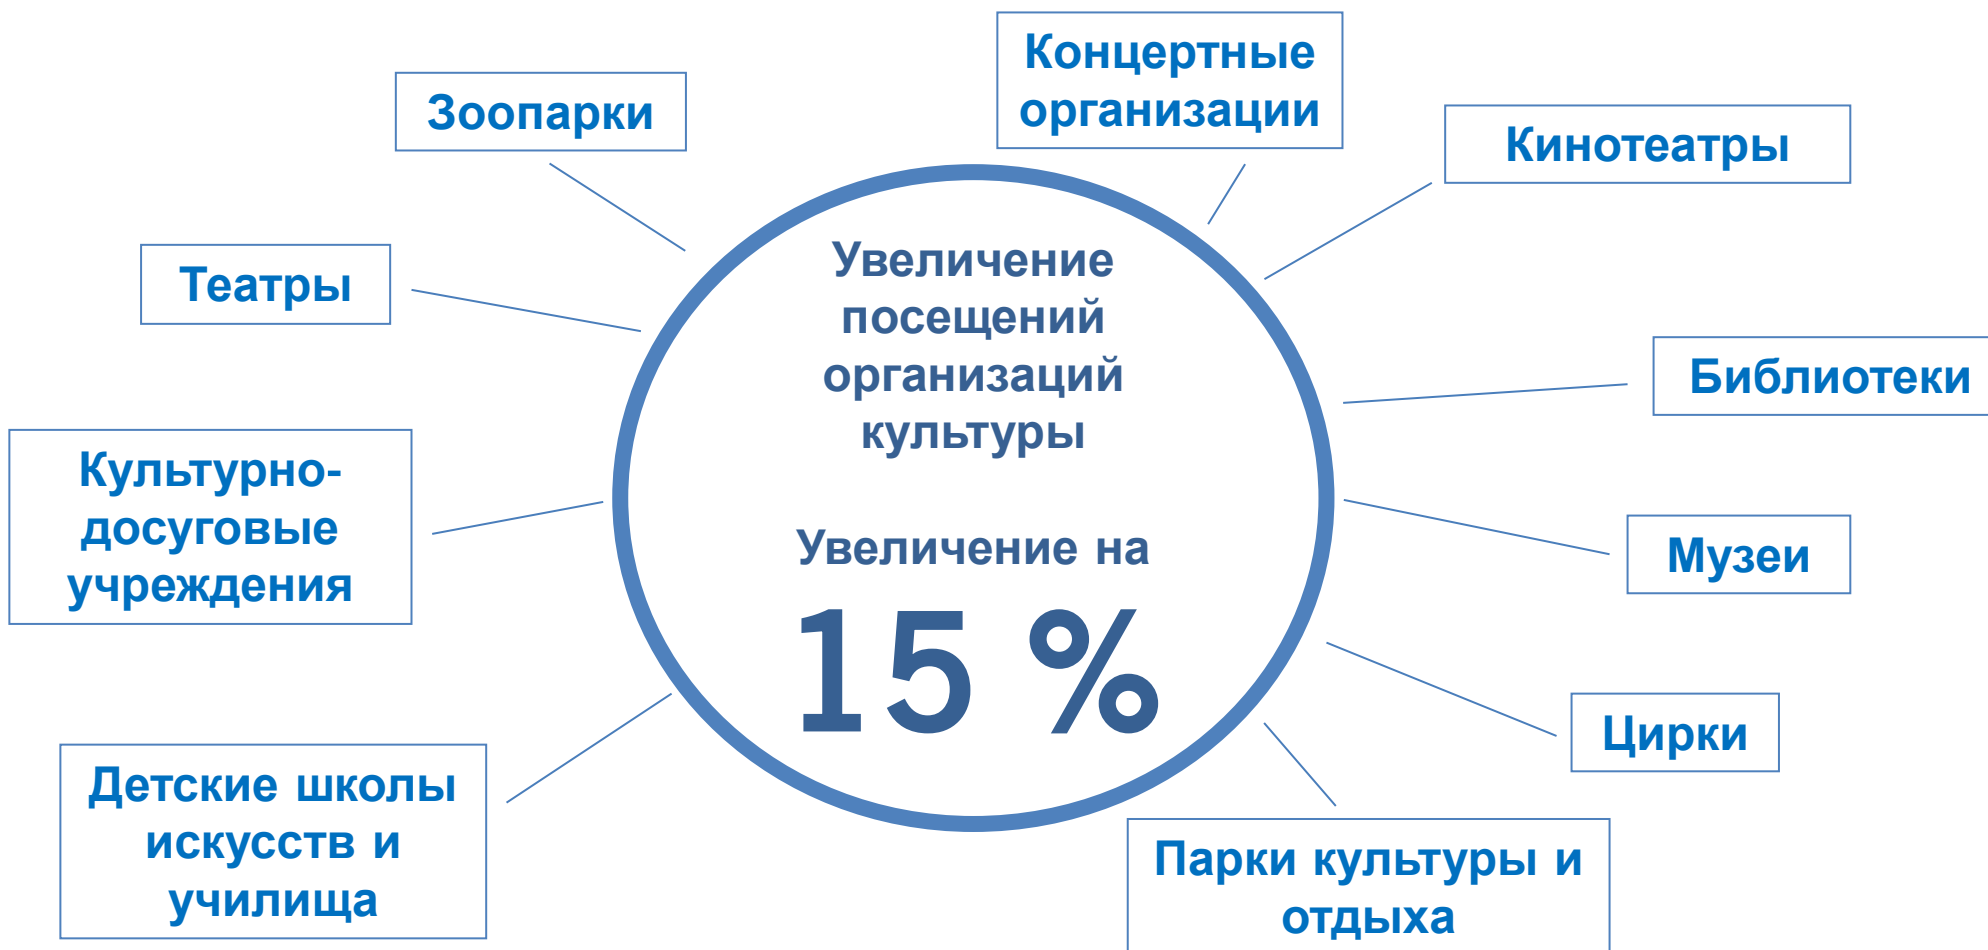 Концертные
организации
Зоопарки
Кинотеатры
Театры
Увеличение
посещений
организаций
культуры
Библиотеки
Культурно-
досуговые
учреждения
Увеличение на
15 %
Музеи
Цирки
Детские школы
искусств и
училища
Парки культуры и
отдыха